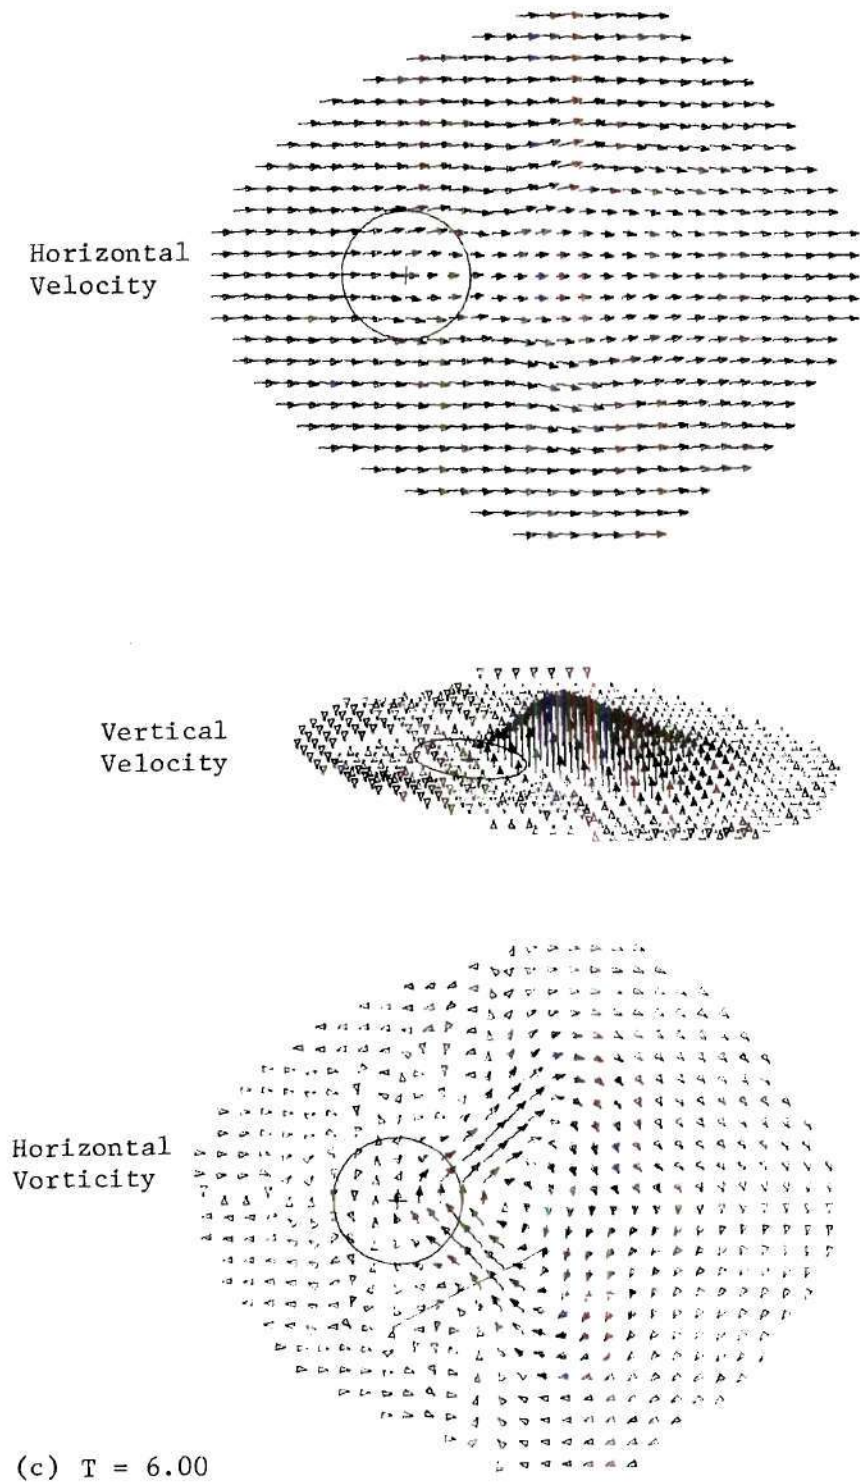 Horizontal
Velocity
Vertical
Velocity
Horizontal
Vorticity
(c) T = 6.00